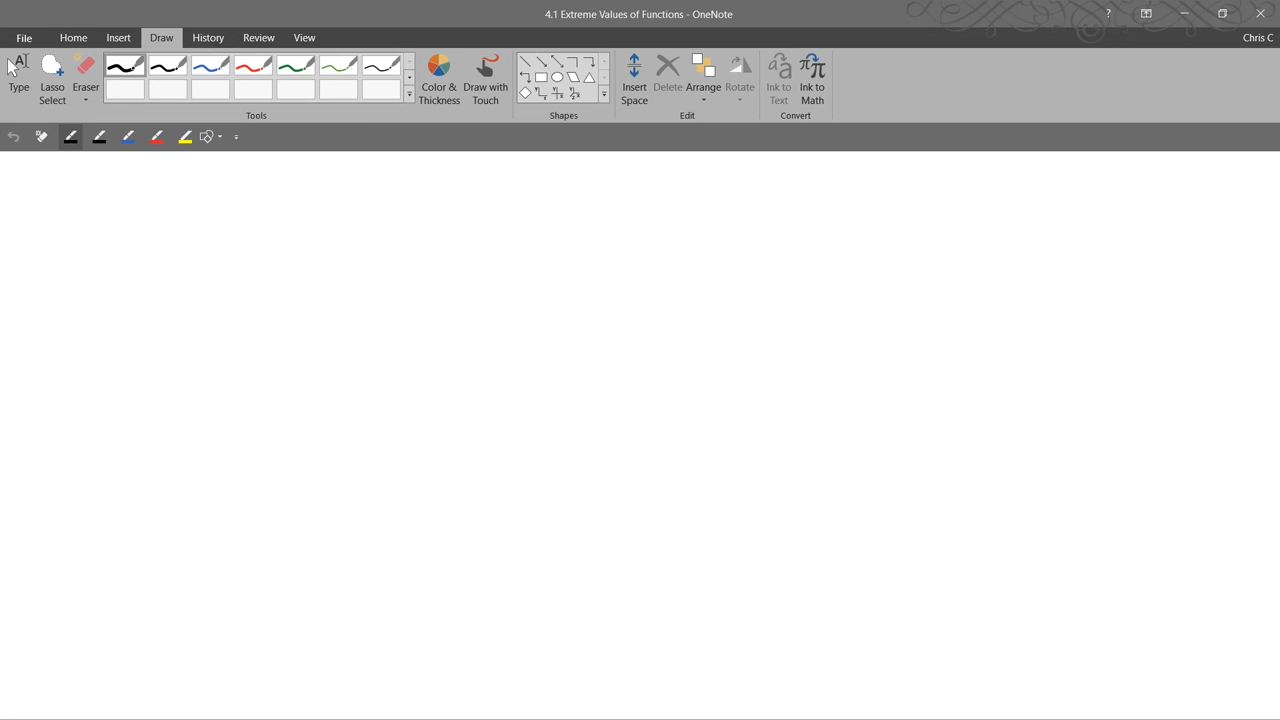 4.1 Extreme Values of Functions - OneNote
?
File Home Insert Draw History Review View Chris C
Type
Lasso Select
Eraser
Color & Thickness
Draw with Touch
Insert Space
Delete
Arrange
Rotate
Ink to Text
Ink to Math
Tools Shapes Edit Convert